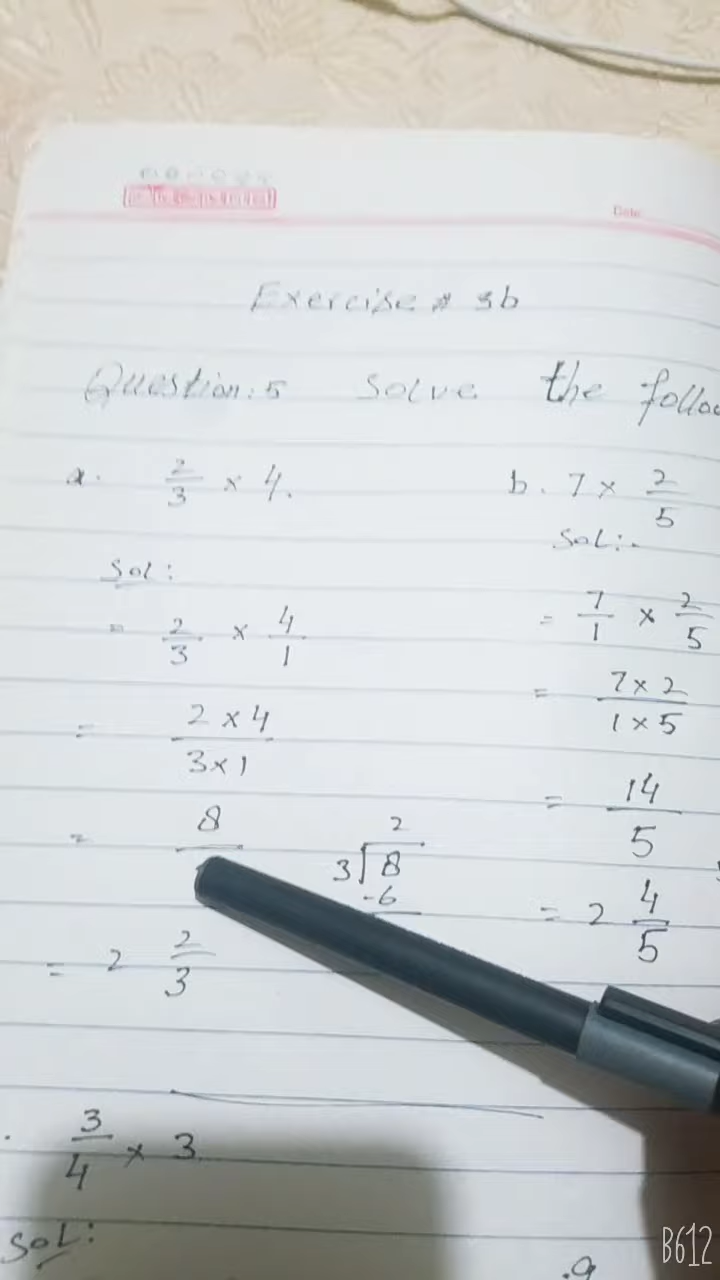 Date
Exercise # 3b
Question: 5 Solve the follo
a. 2/3 × 4.
Sol:
= 2/3 × 4/1
= 2 × 4 / 3 × 1
= 8/
3 8 2
-6
= 2 2/3
b. 7 × 2/5
Sol:-
= 7/1 × 2/5
= 7 × 2 / 1 × 5
= 14/5
= 2 4/5
. 3/4 × 3
Sol:
B612